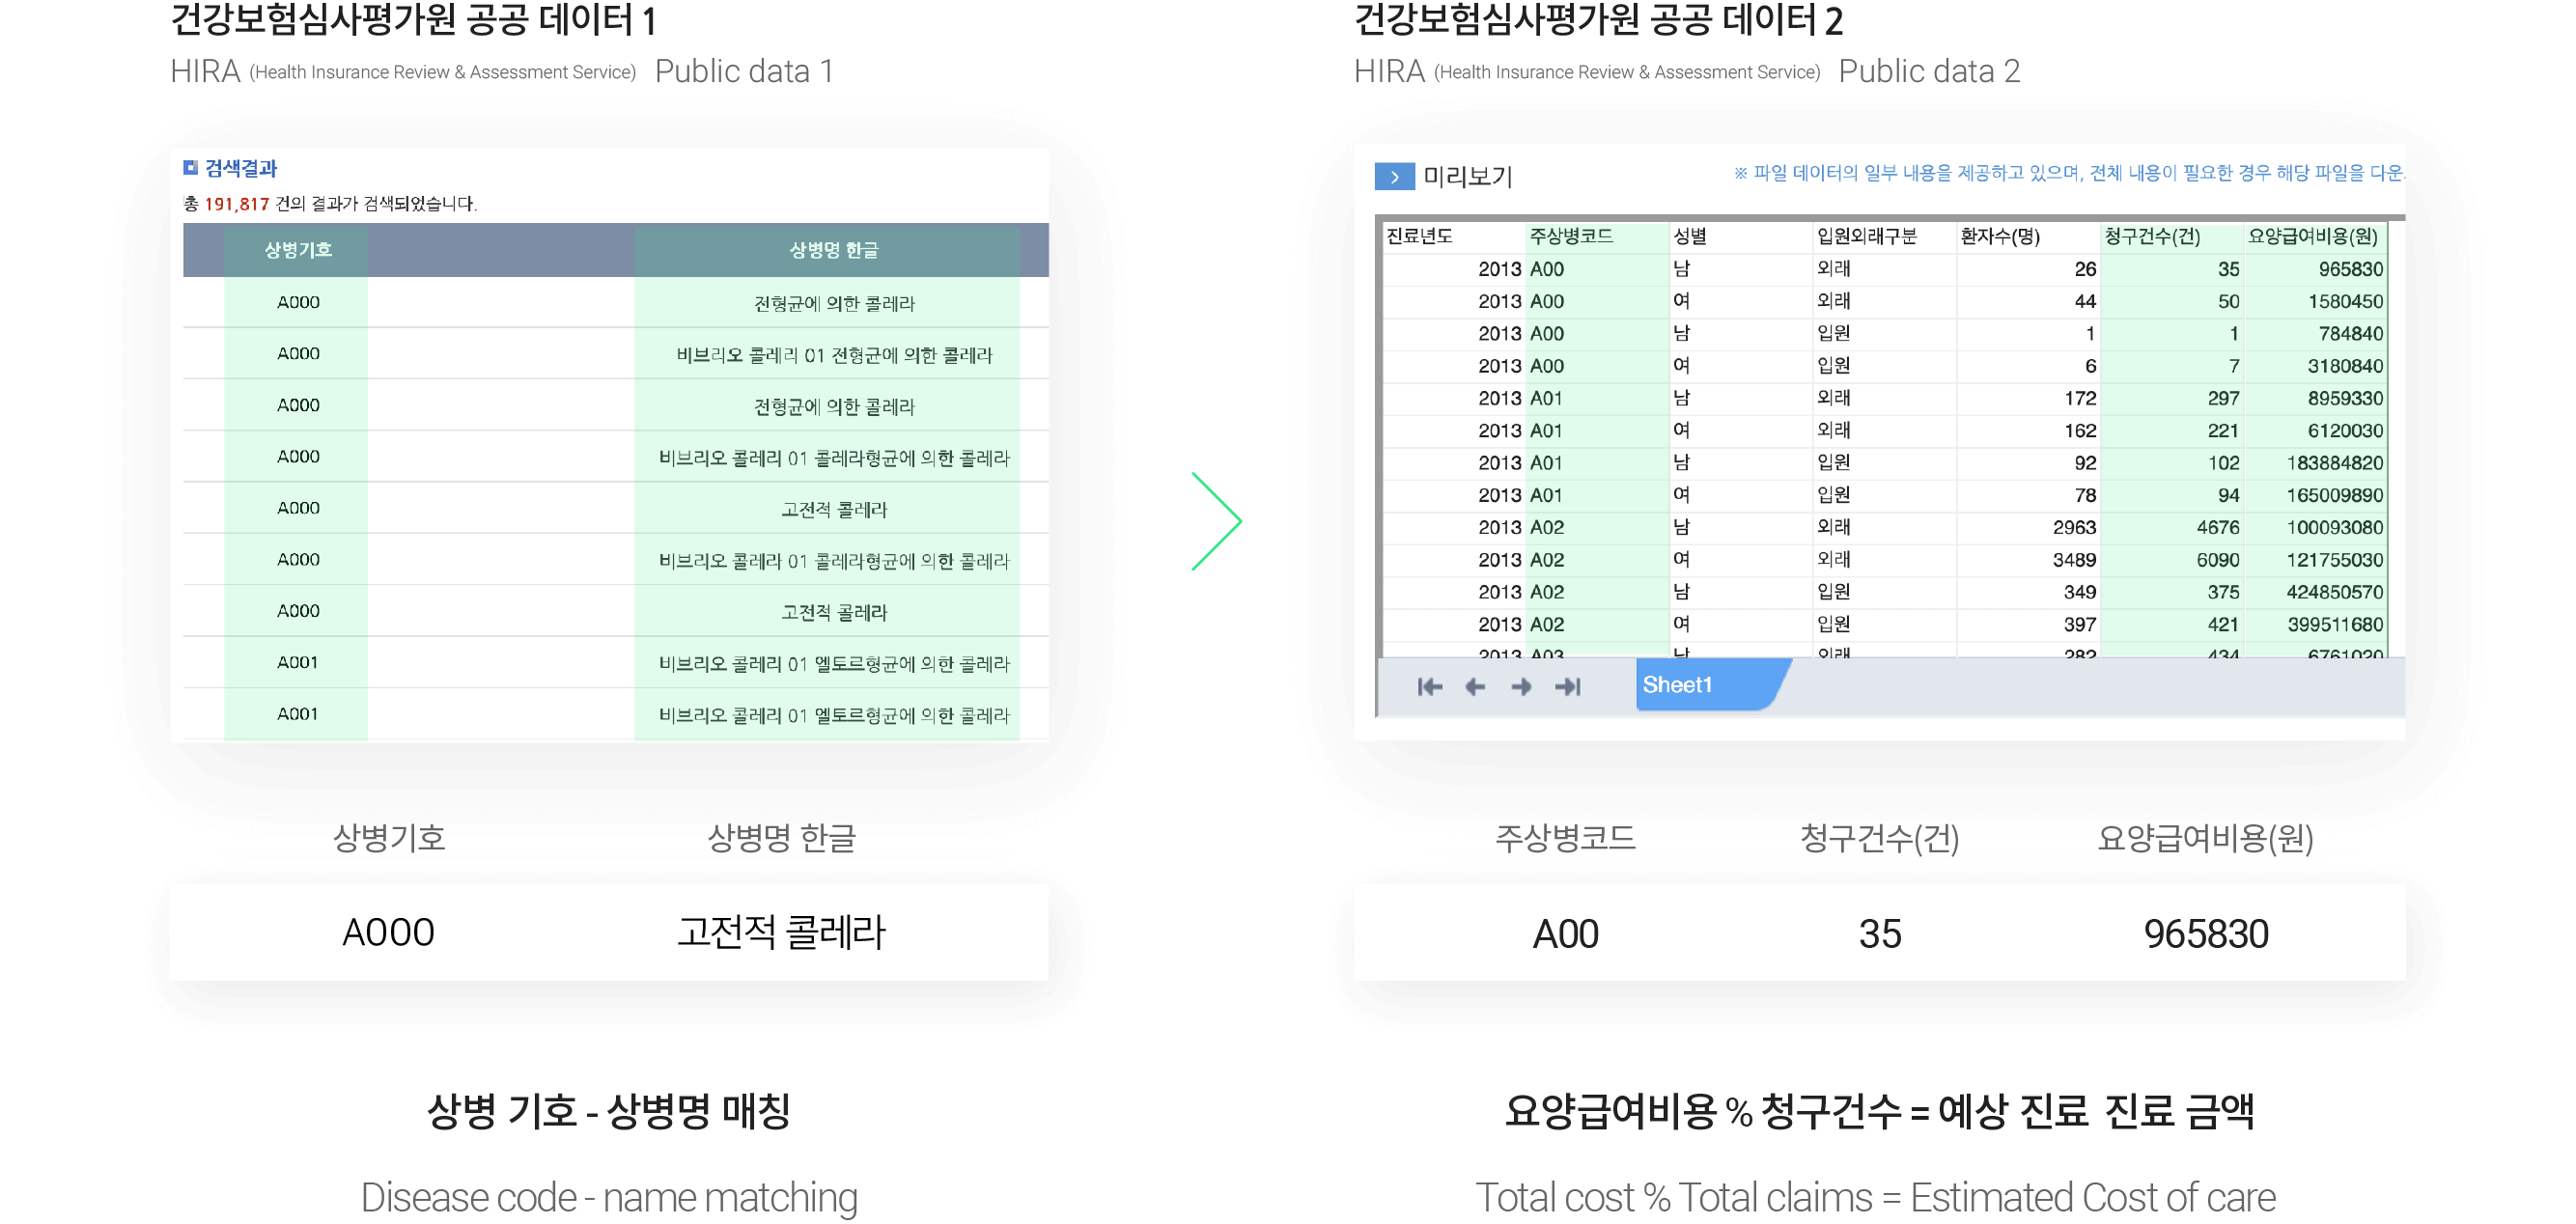 건강보험심사평가원 공공 데이터 1
HIRA (Health Insurance Review & Assessment Service) Public data 1
검색결과
총 191,817 건의 결과가 검색되었습니다.
상병기호 상병명 한글
A000 전형균에 의한 콜레라
A000 비브리오 콜레리 01 전형균에 의한 콜레라
A000 전형균에 의한 콜레라
A000 비브리오 콜레리 01 콜레라형균에 의한 콜레라
A000 고전적 콜레라
A000 비브리오 콜레라 01 콜레라형균에 의한 콜레라
A000 고전적 콜레라
A001 비브리오 콜레리 01 엘토르형균에 의한 콜레라
A001 비브리오 콜레리 01 엘토르형균에 의한 콜레라
상병기호 상병명 한글
A000 고전적 콜레라
상병 기호 - 상병명 매칭
Disease code - name matching
건강보험심사평가원 공공 데이터 2
HIRA (Health Insurance Review & Assessment Service) Public data 2
미리보기 ※ 파일 데이터의 일부 내용을 제공하고 있으며, 전체 내용이 필요한 경우 해당 파일을 다운
진료년도 주상병코드 성별 입원외래구분 환자수(명) 청구건수(건) 요양급여비용(원)
2013 A00 남 외래 26 35 965830
2013 A00 여 외래 44 50 1580450
2013 A00 남 입원 1 1 784840
2013 A00 여 입원 6 7 3180840
2013 A01 남 외래 172 297 8959330
2013 A01 여 외래 162 221 6120030
2013 A01 남 입원 92 102 183884820
2013 A01 여 입원 78 94 165009890
2013 A02 남 외래 2963 4676 100093080
2013 A02 여 외래 3489 6090 121755030
2013 A02 남 입원 349 375 424850570
2013 A02 여 입원 397 421 399511680
2013 A03 남 외래 282 434 6761020
Sheet1
주상병코드 청구건수(건) 요양급여비용(원)
A00 35 965830
요양급여비용 % 청구건수 = 예상 진료 진료 금액
Total cost % Total claims = Estimated Cost of care